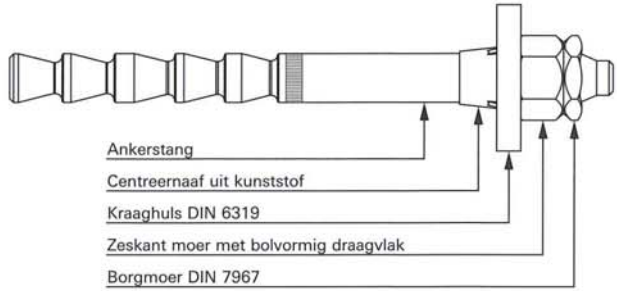 Ankerstang
Centreernaaf uit kunststof
Kraaghuls DIN 6319
Zeskant moer met bolvormig draagvlak
Borgmoer DIN 7967